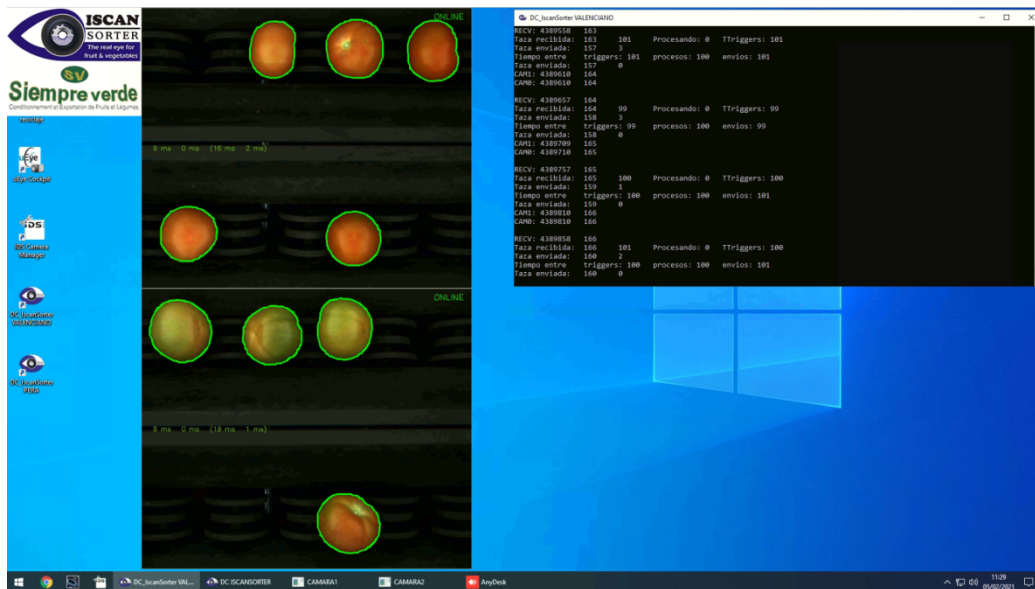 ISCAN
SORTER
The real eye for
fruit & vegetables
SV
Siempre verde
Conditionnement et Exportation de Fruits et Légumes
reciclaje
uEye Cockpit
IDS Camera
Manager
DC_IscanSorter
VALENCIANO
DC_IscanSorter
PERA
ONLINE
8 ms 0 ms (16 ms 2 ms)
ONLINE
8 ms 0 ms (19 ms 1 ms)
DC_IscanSorter VALENCIANO
RECV: 4389558 163
Taza recibida: 163 101 Procesando: 0 TTriggers: 101
Taza enviada: 157 3
Tiempo entre triggers: 101 procesos: 100 envios: 101
Taza enviada: 157 0
CAM1: 4389610 164
CAM0: 4389610 164
RECV: 4389657 164
Taza recibida: 164 99 Procesando: 0 TTriggers: 99
Taza enviada: 158 3
Tiempo entre triggers: 99 procesos: 100 envios: 99
Taza enviada: 158 0
CAM1: 4389709 165
CAM0: 4389710 165
RECV: 4389757 165
Taza recibida: 165 100 Procesando: 0 TTriggers: 100
Taza enviada: 159 1
Tiempo entre triggers: 100 procesos: 100 envios: 101
Taza enviada: 159 0
CAM1: 4389810 166
CAM0: 4389810 166
RECV: 4389858 166
Taza recibida: 166 101 Procesando: 0 TTriggers: 100
Taza enviada: 160 2
Tiempo entre triggers: 100 procesos: 100 envios: 101
Taza enviada: 160 0
DC_IscanSorter VAL...
DC ISCANSORTER
CAMARA1
CAMARA2
AnyDesk
11:29
05/02/2021